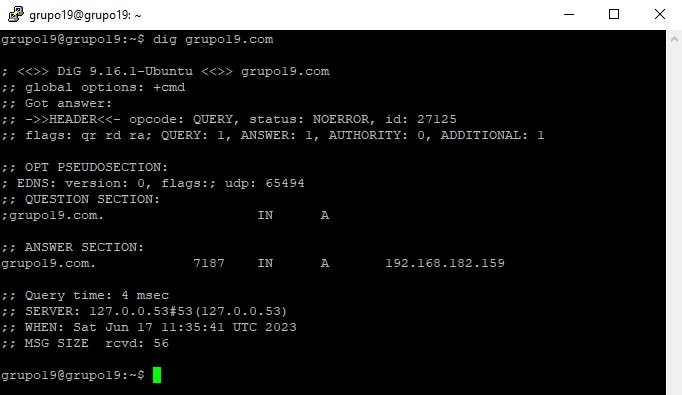 grupo19@grupo19: ~
grupo19@grupo19:~$ dig grupo19.com
; <<>> DiG 9.16.1-Ubuntu <<>> grupo19.com
;; global options: +cmd
;; Got answer:
;; ->>HEADER<<- opcode: QUERY, status: NOERROR, id: 27125
;; flags: qr rd ra; QUERY: 1, ANSWER: 1, AUTHORITY: 0, ADDITIONAL: 1
;; OPT PSEUDOSECTION:
; EDNS: version: 0, flags:; udp: 65494
;; QUESTION SECTION:
;grupo19.com. IN A
;; ANSWER SECTION:
grupo19.com. 7187 IN A 192.168.182.159
;; Query time: 4 msec
;; SERVER: 127.0.0.53#53(127.0.0.53)
;; WHEN: Sat Jun 17 11:35:41 UTC 2023
;; MSG SIZE rcvd: 56
grupo19@grupo19:~$